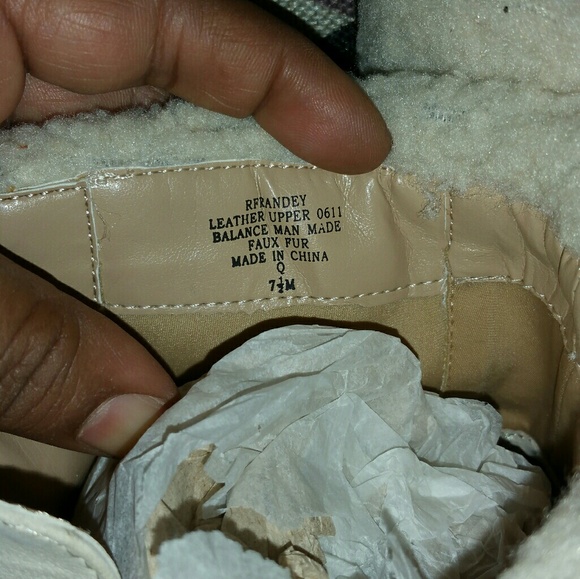 RFRANDEY
LEATHER UPPER 0611
BALANCE MAN MADE
FAUX FUR
MADE IN CHINA
Q
7½M